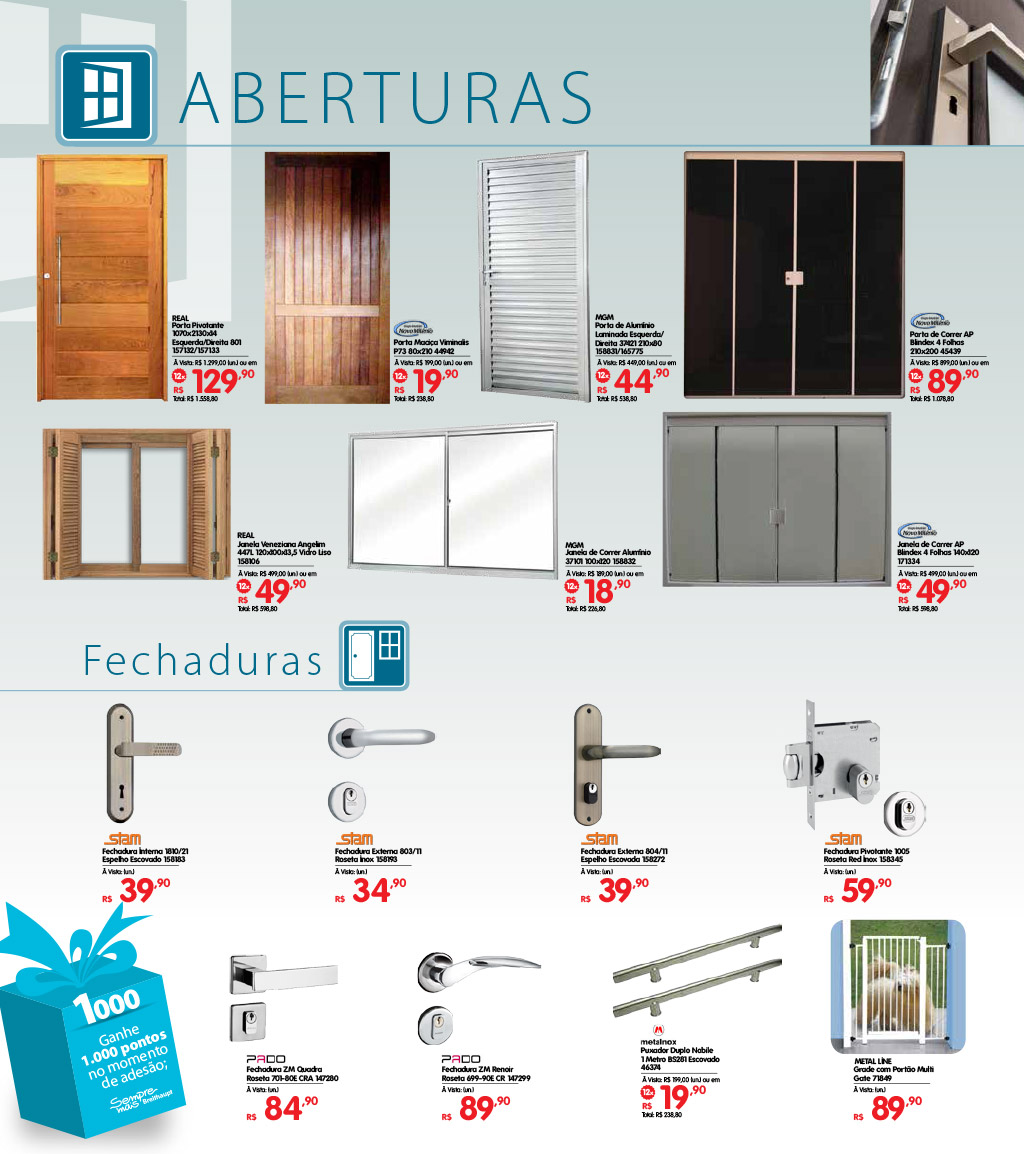 ABERTURAS
REAL
Porta Pivotante
1070x2130x44
Esquerda/Direita 801
157132/157133
À Vista: R$ 1.299,00 (un.) ou em
12x
R$ 129,90
Total: R$ 1.558,80
Novo Milênio
Porta Maciça Viminalis
P73 80x210 44942
À Vista: R$ 199,00 (un.) ou em
12x
R$ 19,90
Total: R$ 238,80
MGM
Porta de Alumínio
Laminada Esquerda/
Direita 37421 210x80
158831/165775
À Vista: R$ 449,00 (un.) ou em
12x
R$ 44,90
Total: R$ 538,80
Novo Milênio
Porta de Correr AP
Blindex 4 Folhas
210x200 45439
À Vista: R$ 899,00 (un.) ou em
12x
R$ 89,90
Total: R$ 1.078,80
REAL
Janela Veneziana Angelim
447L 120x100x13,5 Vidro Liso
158106
À Vista: R$ 499,00 (un.) ou em
12x
R$ 49,90
Total: R$ 598,80
MGM
Janela de Correr Alumínio
37101 100x120 158832
À Vista: R$ 189,00 (un.) ou em
12x
R$ 18,90
Total: R$ 226,80
Novo Milênio
Janela de Correr AP
Blindex 4 Folhas 140x120
171334
À Vista: R$ 499,00 (un.) ou em
12x
R$ 49,90
Total: R$ 598,80
Fechaduras
stam
Fechadura Interna 1810/21
Espelho Escovado 158183
À Vista: (un.)
R$ 39,90
stam
Fechadura Externa 803/11
Roseta Inox 158193
À Vista: (un.)
R$ 34,90
stam
Fechadura Externa 804/11
Espelho Escovada 158272
À Vista: (un.)
R$ 39,90
stam
Fechadura Pivotante 1005
Roseta Red Inox 158345
À Vista: (un.)
R$ 59,90
1000
Ganhe
1.000 pontos
no momento
de adesão;
Sempre
mais Breithaupt
PADO
Fechadura ZM Quadra
Roseta 701-80E CRA 147280
À Vista: (un.)
R$ 84,90
PADO
Fechadura ZM Renoir
Roseta 699-90E CR 147299
À Vista: (un.)
R$ 89,90
metalinox
Puxador Duplo Nabile
1 Metro BS281 Escovado
46374
À Vista: R$ 199,00 (un.) ou em
12x
R$ 19,90
Total: R$ 238,80
METAL LINE
Grade com Portão Multi
Gate 71849
À Vista: (un.)
R$ 89,90